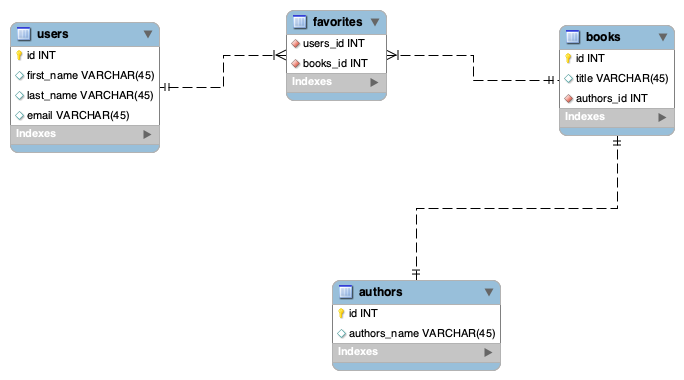 users
id INT
first_name VARCHAR(45)
last_name VARCHAR(45)
email VARCHAR(45)
Indexes
favorites
users_id INT
books_id INT
Indexes
books
id INT
title VARCHAR(45)
authors_id INT
Indexes
authors
id INT
authors_name VARCHAR(45)
Indexes